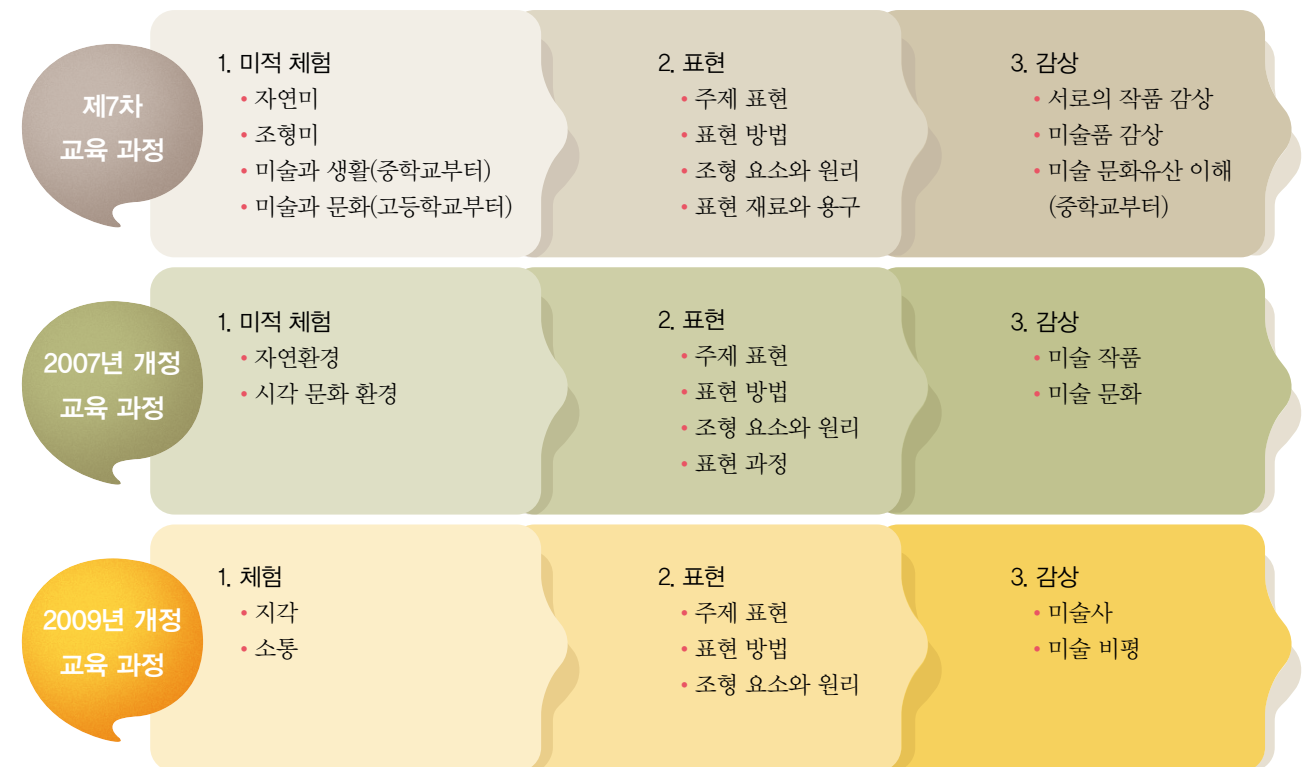 제7차
교육 과정
1. 미적 체험
• 자연미
• 조형미
• 미술과 생활(중학교부터)
• 미술과 문화(고등학교부터)
2. 표현
• 주제 표현
• 표현 방법
• 조형 요소와 원리
• 표현 재료와 용구
3. 감상
• 서로의 작품 감상
• 미술품 감상
• 미술 문화유산 이해
(중학교부터)
2007년 개정
교육 과정
1. 미적 체험
• 자연환경
• 시각 문화 환경
2. 표현
• 주제 표현
• 표현 방법
• 조형 요소와 원리
• 표현 과정
3. 감상
• 미술 작품
• 미술 문화
2009년 개정
교육 과정
1. 체험
• 지각
• 소통
2. 표현
• 주제 표현
• 표현 방법
• 조형 요소와 원리
3. 감상
• 미술사
• 미술 비평